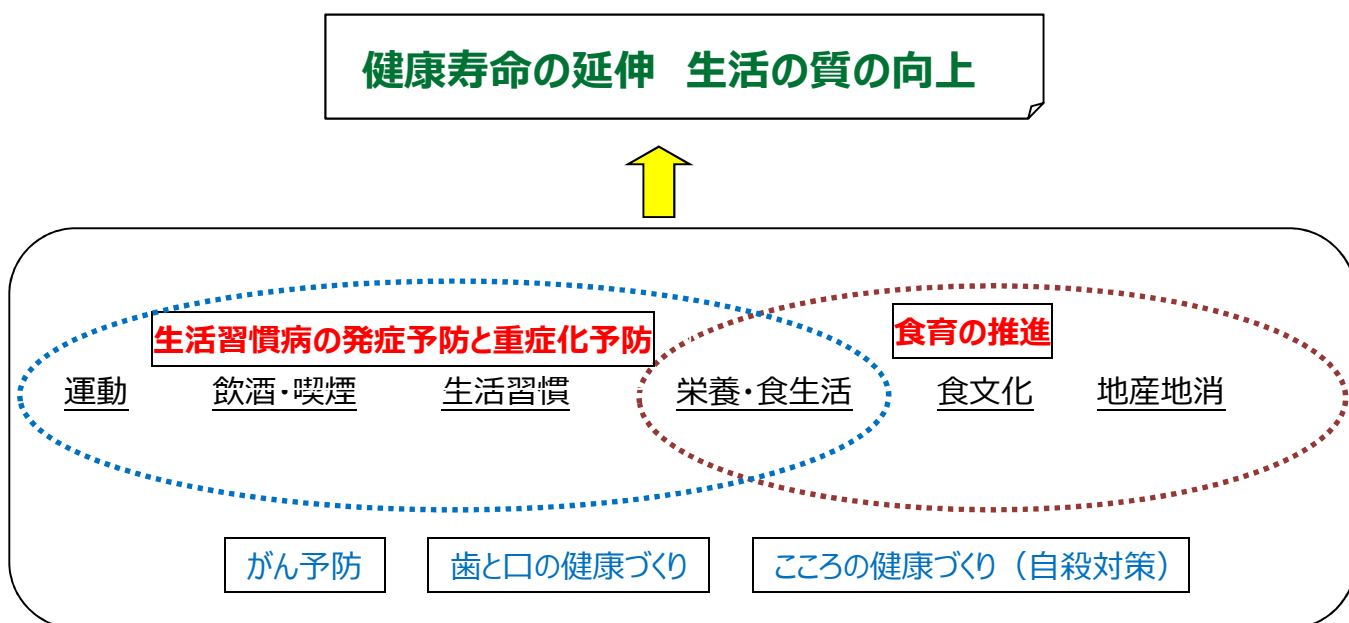 健康寿命の延伸 生活の質の向上
生活習慣病の発症予防と重症化予防
食育の推進
運動 飲酒・喫煙 生活習慣 栄養・食生活 食文化 地産地消
がん予防 歯と口の健康づくり こころの健康づくり（自殺対策）